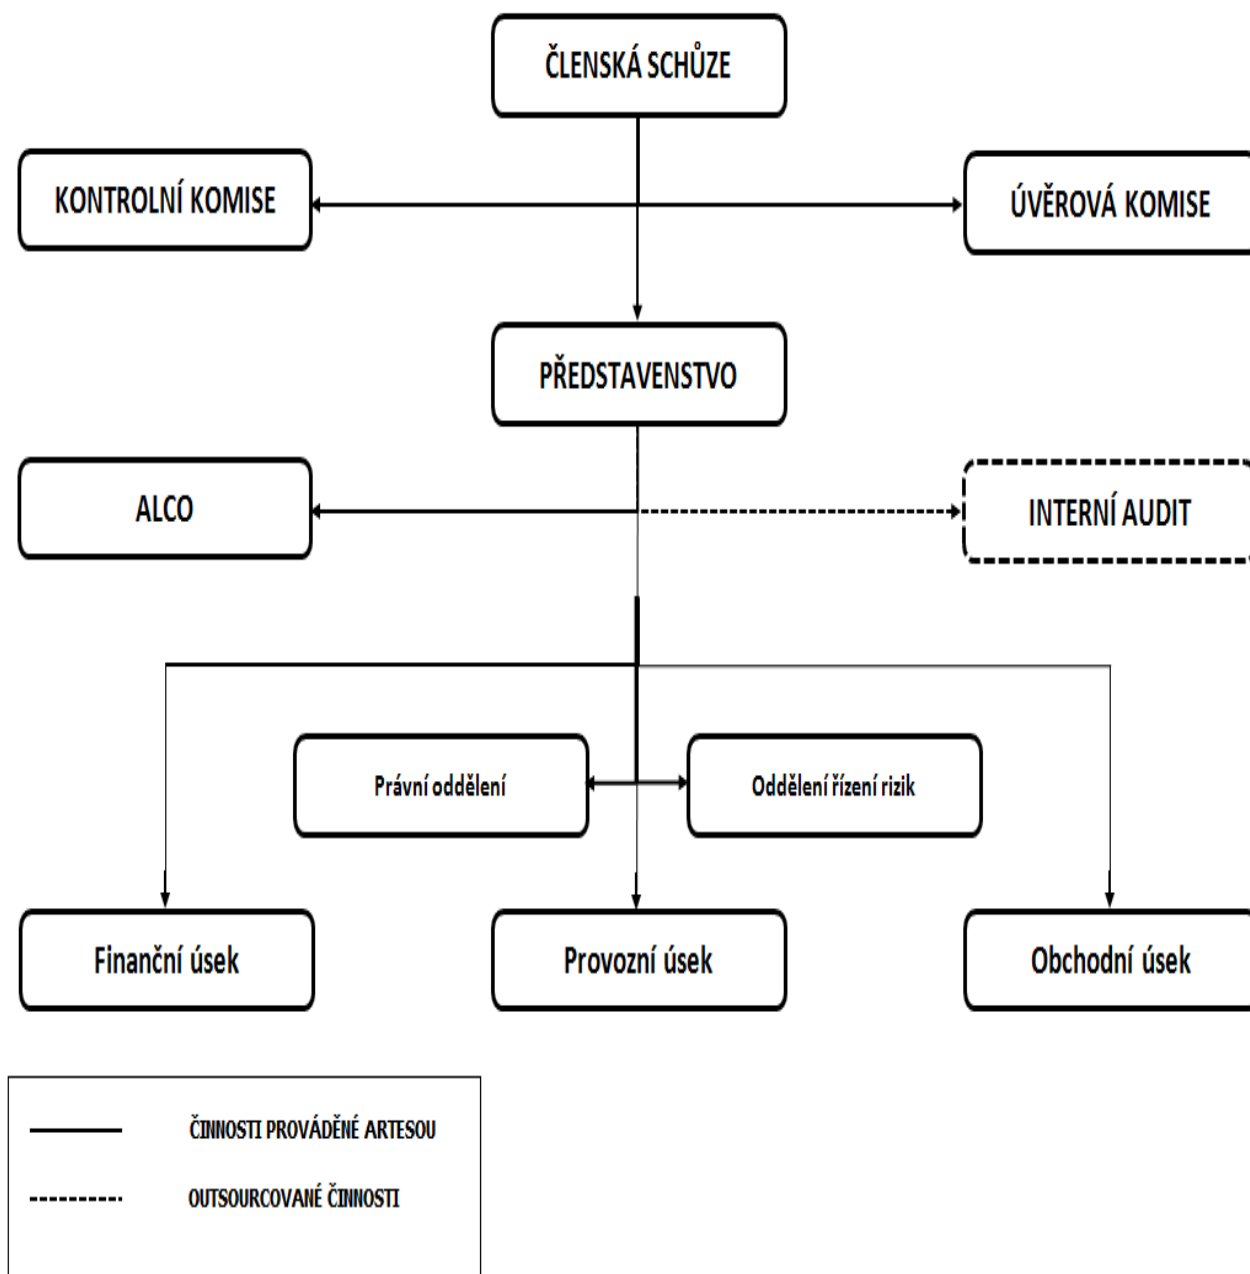 ČLENSKÁ SCHŮZE
KONTROLNÍ KOMISE
ÚVĚROVÁ KOMISE
PŘEDSTAVENSTVO
ALCO
INTERNÍ AUDIT
Právní oddělení
Oddělení řízení rizik
Finanční úsek
Provozní úsek
Obchodní úsek
ČINNOSTI PROVÁDĚNÉ ARTESOU
OUTSOURCOVANÉ ČINNOSTI